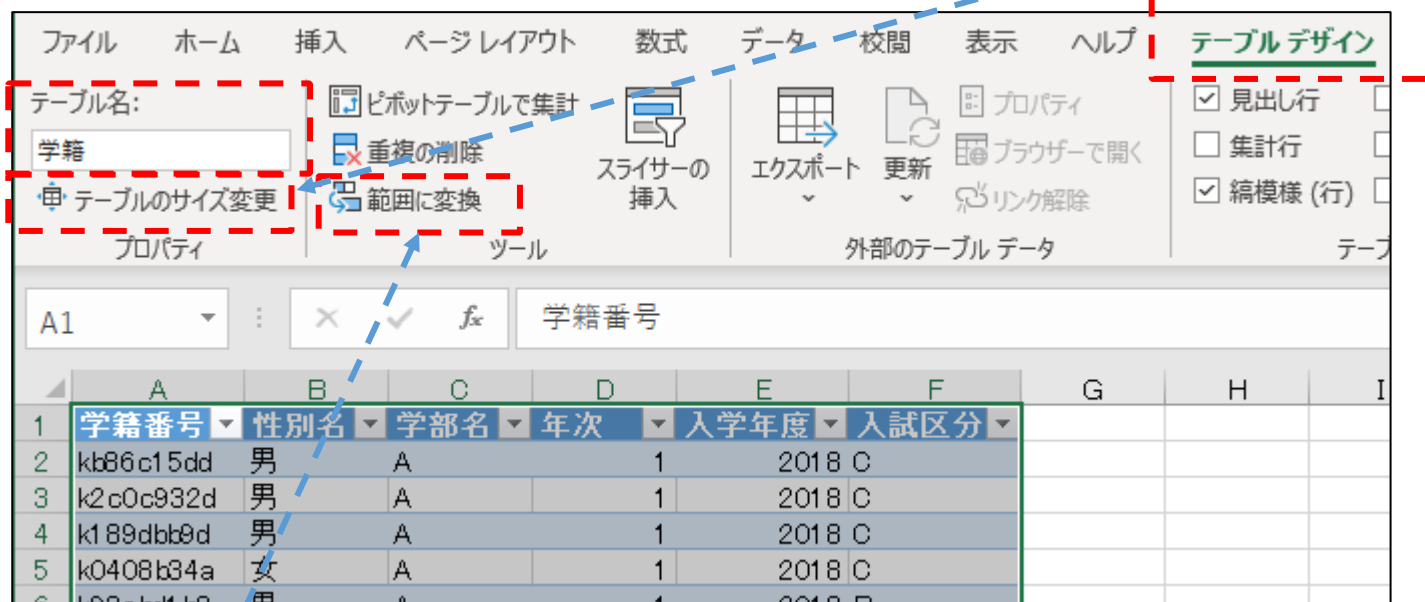 ファイル ホーム 挿入 ページ レイアウト 数式 データ 校閲 表示 ヘルプ テーブル デザイン
テーブル名:
学籍
テーブルのサイズ変更
プロパティ
ピボットテーブルで集計
重複の削除
範囲に変換
ツール
スライサーの
挿入
エクスポート
更新
プロパティ
ブラウザーで開く
リンク解除
外部のテーブル データ
見出し行
集計行
縞模様 (行)
テーブ
A1 fx 学籍番号
A B C D E F G H I
1 学籍番号 性別名 学部名 年次 入学年度 入試区分
2 kb86c15dd 男 A 1 2018 C
3 k2c0c932d 男 A 1 2018 C
4 k189dbb9d 男 A 1 2018 C
5 k0408b34a 女 A 1 2018 C